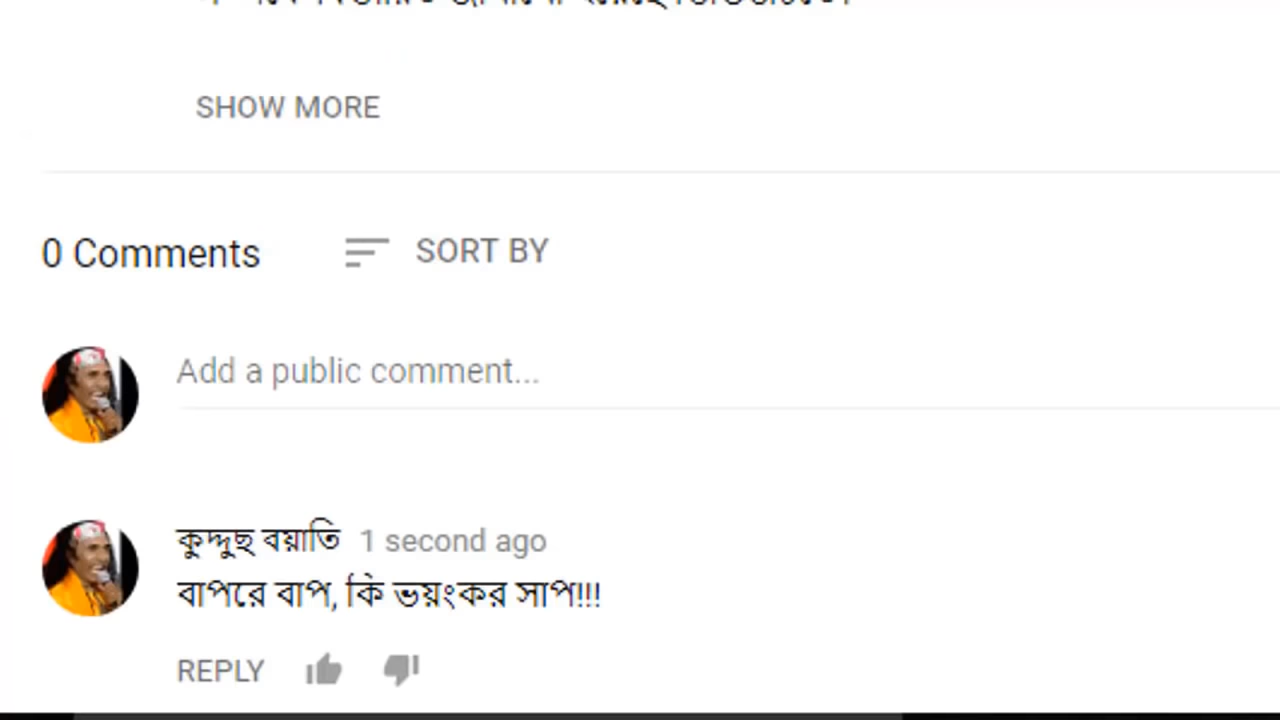 SHOW MORE
0 Comments SORT BY
Add a public comment...
কুদ্দুছ বয়াতি 1 second ago
বাপরে বাপ, কি ভয়ংকর সাপ!!!
REPLY